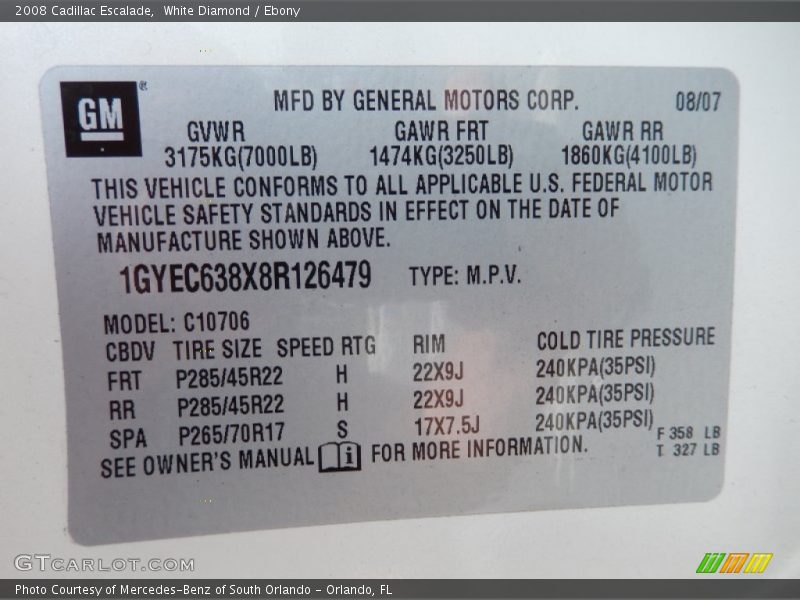 2008 Cadillac Escalade, White Diamond / Ebony
GM ®
MFD BY GENERAL MOTORS CORP. 08/07
GVWR GAWR FRT GAWR RR
3175KG(7000LB) 1474KG(3250LB) 1860KG(4100LB)
THIS VEHICLE CONFORMS TO ALL APPLICABLE U.S. FEDERAL MOTOR
VEHICLE SAFETY STANDARDS IN EFFECT ON THE DATE OF
MANUFACTURE SHOWN ABOVE.
1GYEC638X8R126479 TYPE: M.P.V.
MODEL: C10706
CBDV TIRE SIZE SPEED RTG RIM COLD TIRE PRESSURE
FRT P285/45R22 H 22X9J 240KPA(35PSI)
RR P285/45R22 H 22X9J 240KPA(35PSI)
SPA P265/70R17 S 17X7.5J 240KPA(35PSI)
F 358 LB
T 327 LB
SEE OWNER'S MANUAL i FOR MORE INFORMATION.
GTCARLOT.COM
Photo Courtesy of Mercedes-Benz of South Orlando - Orlando, FL